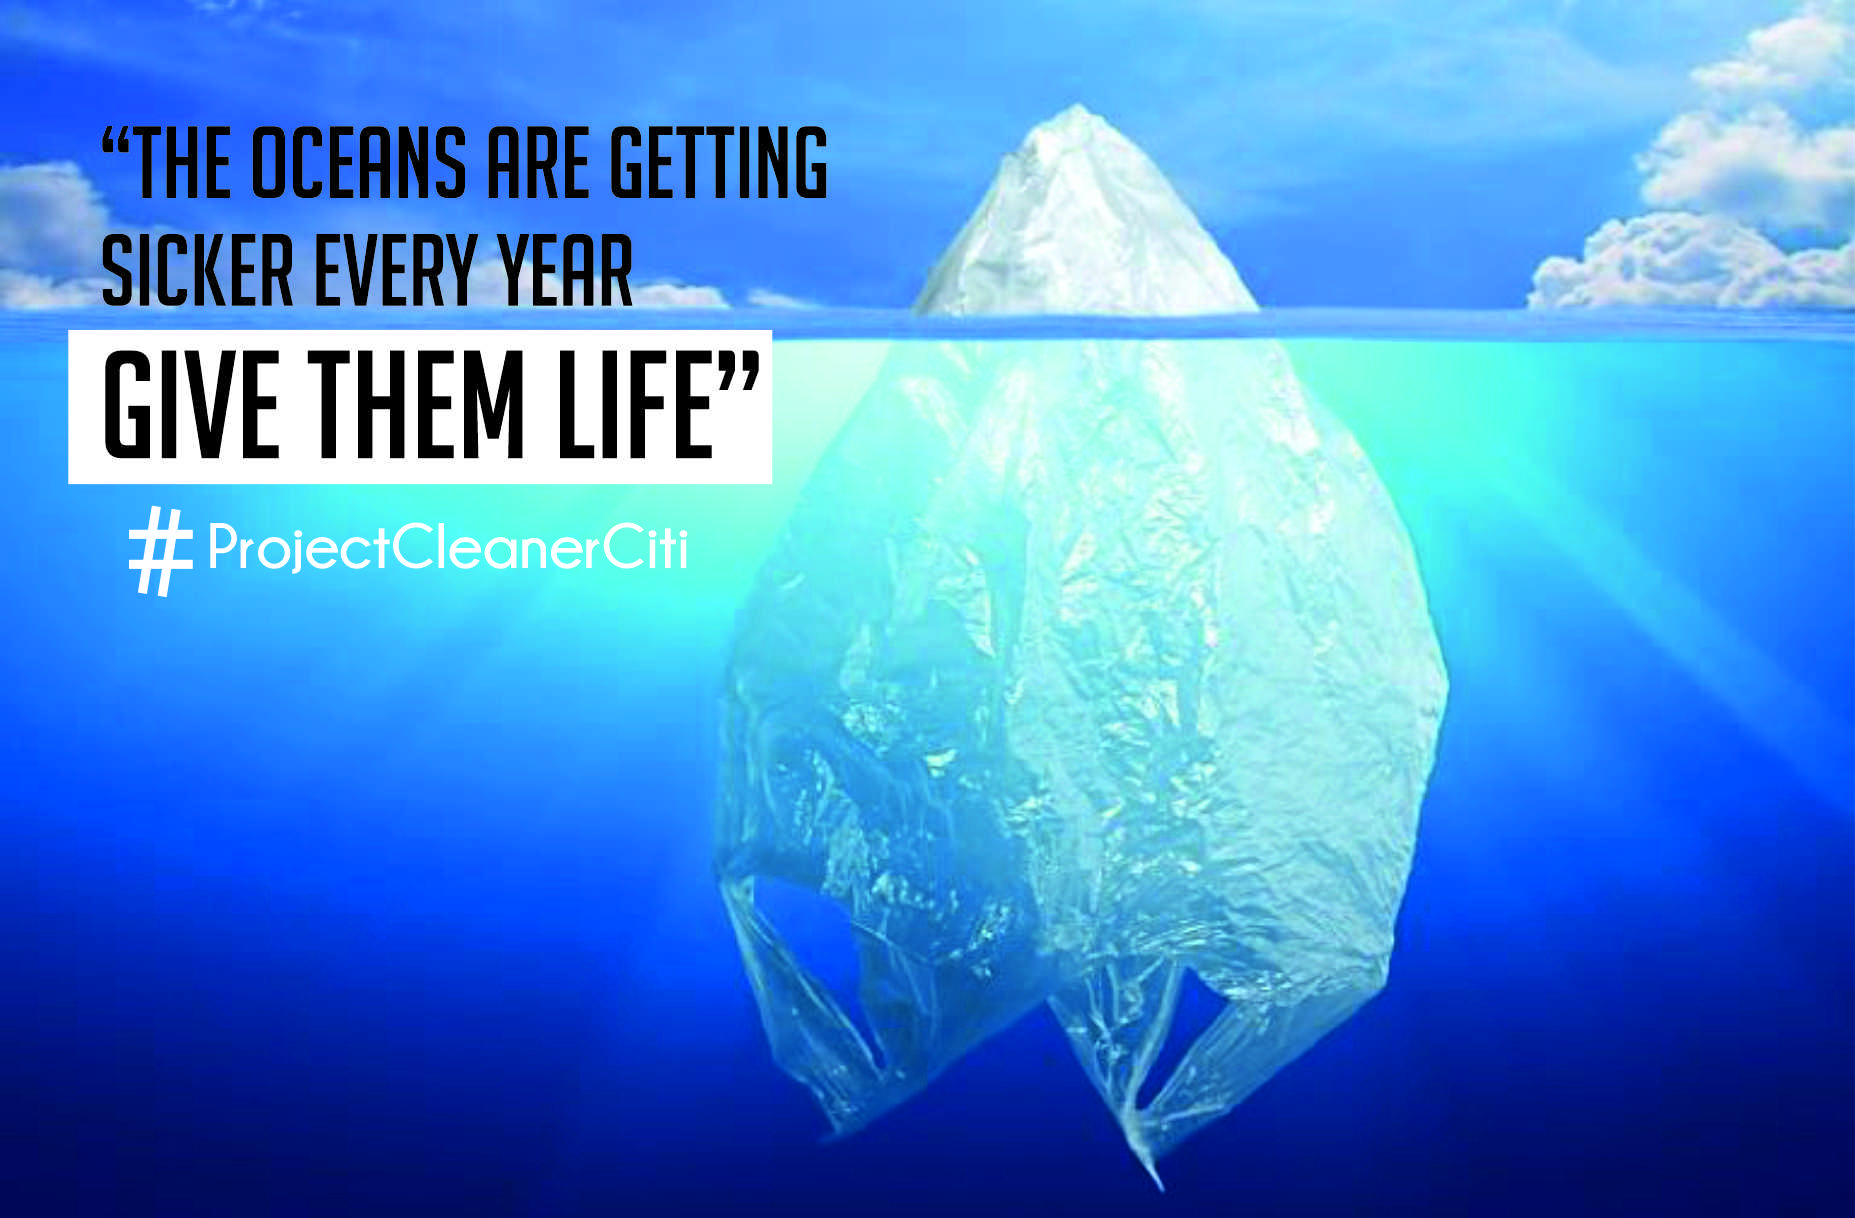 “THE OCEANS ARE GETTING
SICKER EVERY YEAR
GIVE THEM LIFE”
#ProjectCleanerCiti